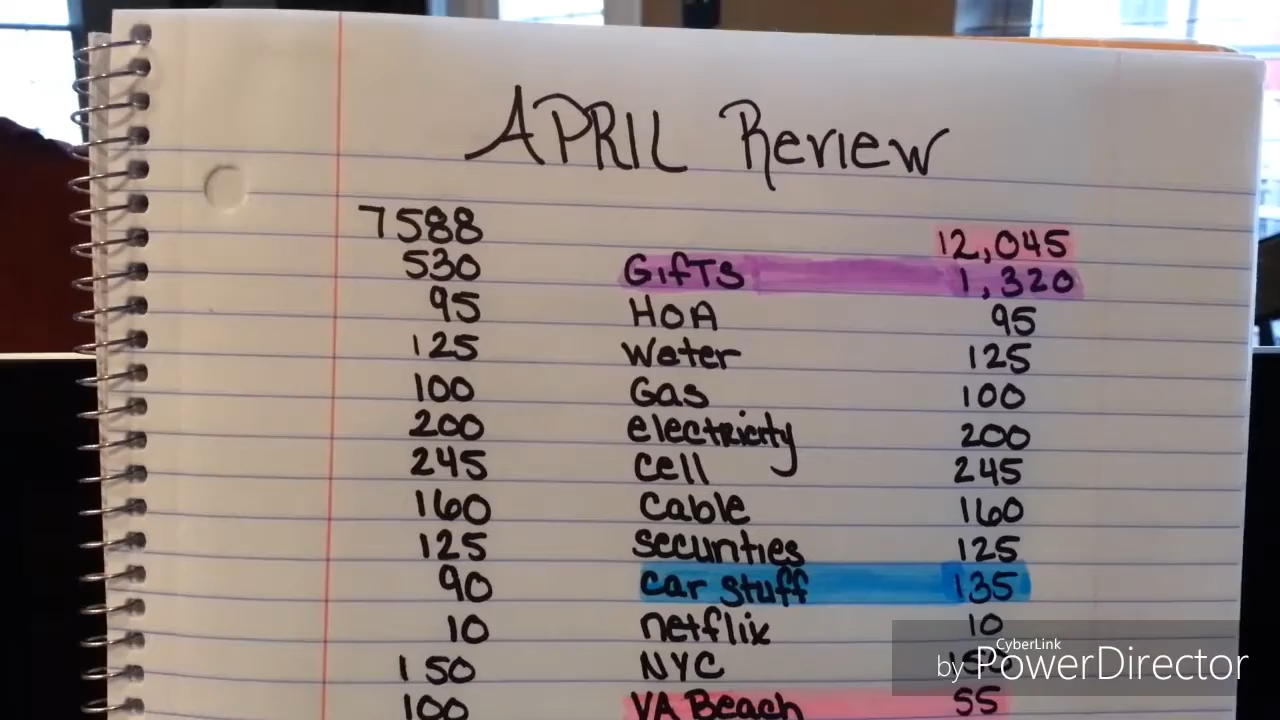 APRIL Review
7588 12,045
530 GifTS 1,320
95 HOA 95
125 Water 125
100 Gas 100
200 electricity 200
245 cell 245
160 cable 160
125 securities 125
90 car stuff 135
10 netflix 10
150 NYC 150
100 VA Beach 55
CyberLink
by PowerDirector